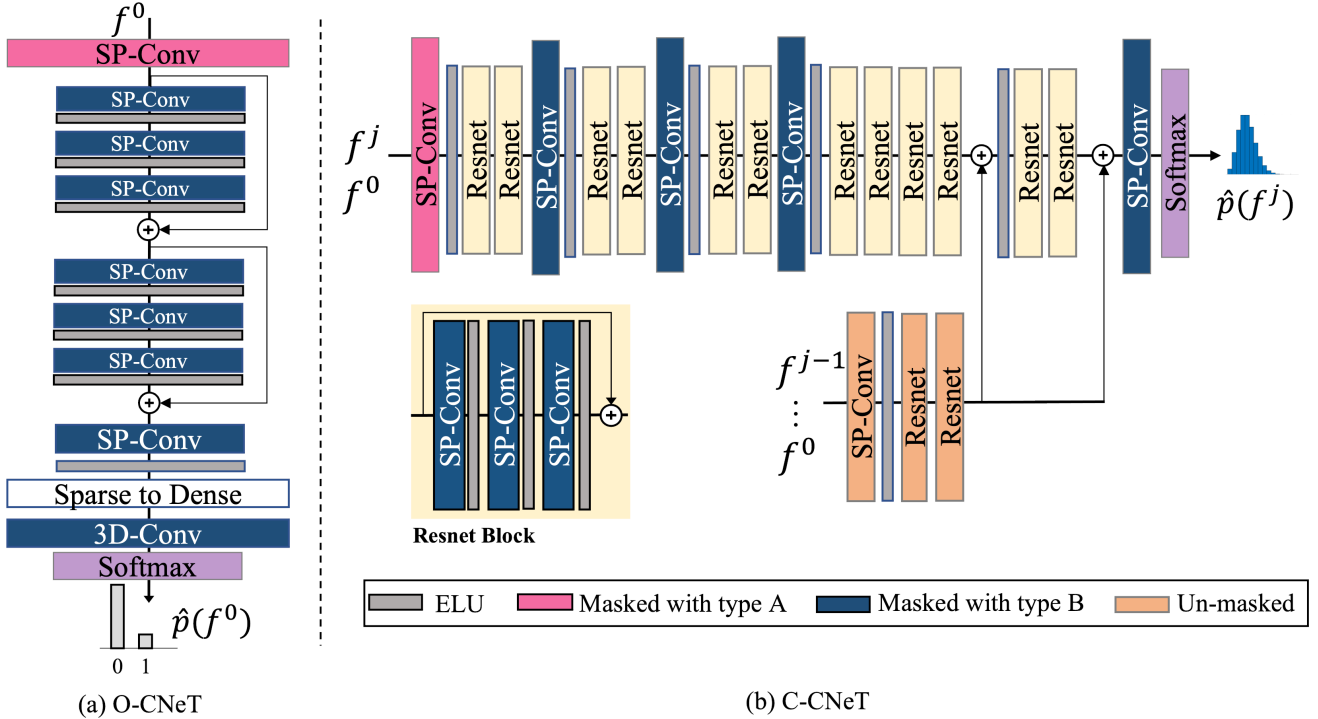 f⁰
SP-Conv
SP-Conv
SP-Conv
SP-Conv
SP-Conv
SP-Conv
SP-Conv
SP-Conv
Sparse to Dense
3D-Conv
Softmax
p̂(f⁰)
0 1
(a) O-CNeT
fʲ
f⁰
SP-Conv
Resnet
Resnet
SP-Conv
Resnet
Resnet
SP-Conv
Resnet
Resnet
SP-Conv
Resnet
Resnet
Resnet
Resnet
Resnet
Resnet
SP-Conv
Softmax
p̂(fʲ)
fʲ⁻¹
⋮
f⁰
SP-Conv
Resnet
Resnet
SP-Conv
SP-Conv
SP-Conv
Resnet Block
ELU
Masked with type A
Masked with type B
Un-masked
(b) C-CNeT